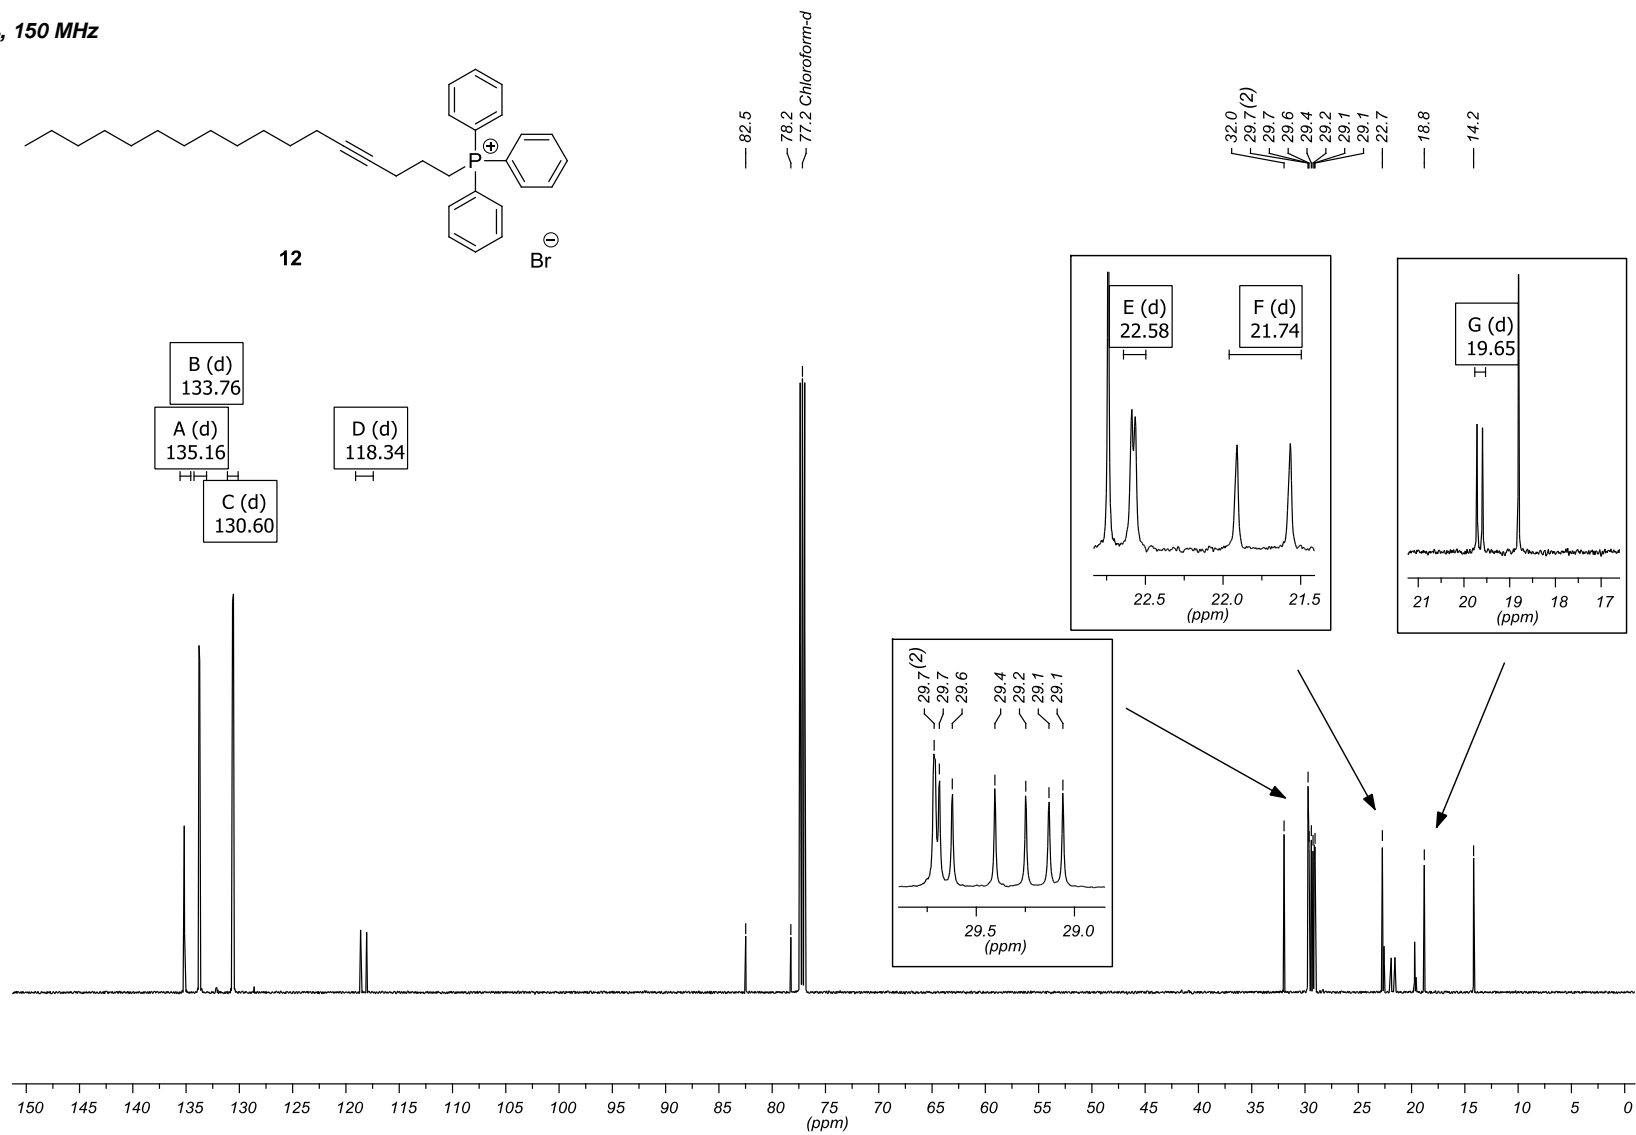 , 150 MHz
82.5
78.2
77.2 Chloroform-d
32.0
29.7 (2)
29.7
29.6
29.4
29.2
29.1
29.1
22.7
18.8
14.2
P
+
Br
−
12
B (d)
133.76
A (d)
135.16
C (d)
130.60
D (d)
118.34
E (d)
22.58
F (d)
21.74
22.5 22.0 21.5
(ppm)
G (d)
19.65
21 20 19 18 17
(ppm)
29.7 (2)
29.7
29.6
29.4
29.2
29.1
29.1
29.5 29.0
(ppm)
150 145 140 135 130 125 120 115 110 105 100 95 90 85 80 75 70 65 60 55 50 45 40 35 30 25 20 15 10 5 0
(ppm)